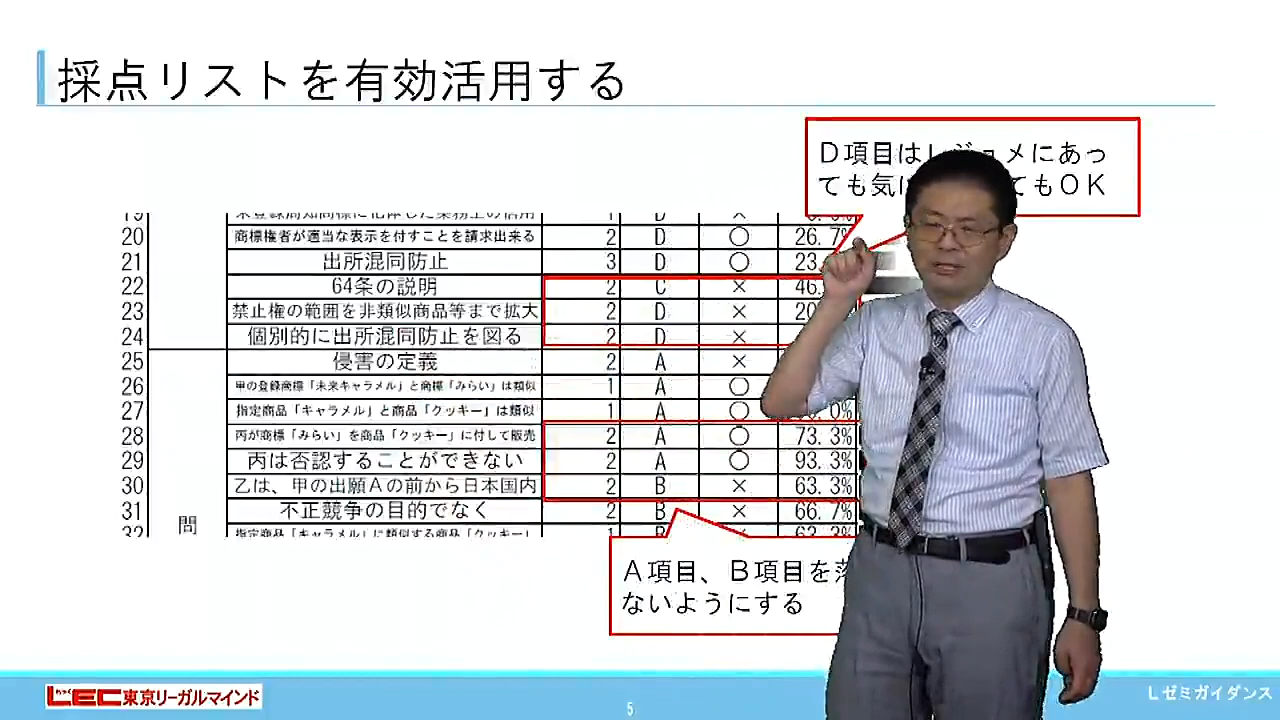 採点リストを有効活用する
D項目はレジュメにあっ
ても気 てもOK
20 商標権者が適当な表示を付すことを請求出来る 2 D ○ 26.7%
21 出所混同防止 3 D ○ 23.
22 64条の説明 2 C × 46.
23 禁止権の範囲を非類似商品等まで拡大 2 D × 20
24 個別的に出所混同防止を図る 2 D ×
25 侵害の定義 2 A ×
26 甲の登録商標「未来キャラメル」と商標「みらい」は類似 1 A ○
27 指定商品「キャラメル」と商品「クッキー」は類似 1 A ○ 0%
28 丙が商標「みらい」を商品「クッキー」に付して販売 2 A ○ 73.3%
29 丙は否認することができない 2 A ○ 93.3%
30 乙は、甲の出願Aの前から日本国内 2 B × 63.3%
31 不正競争の目的でなく 2 B × 66.7%
問
A項目、B項目を落
ないようにする
LEC東京リーガルマインド
5
Lゼミガイダンス